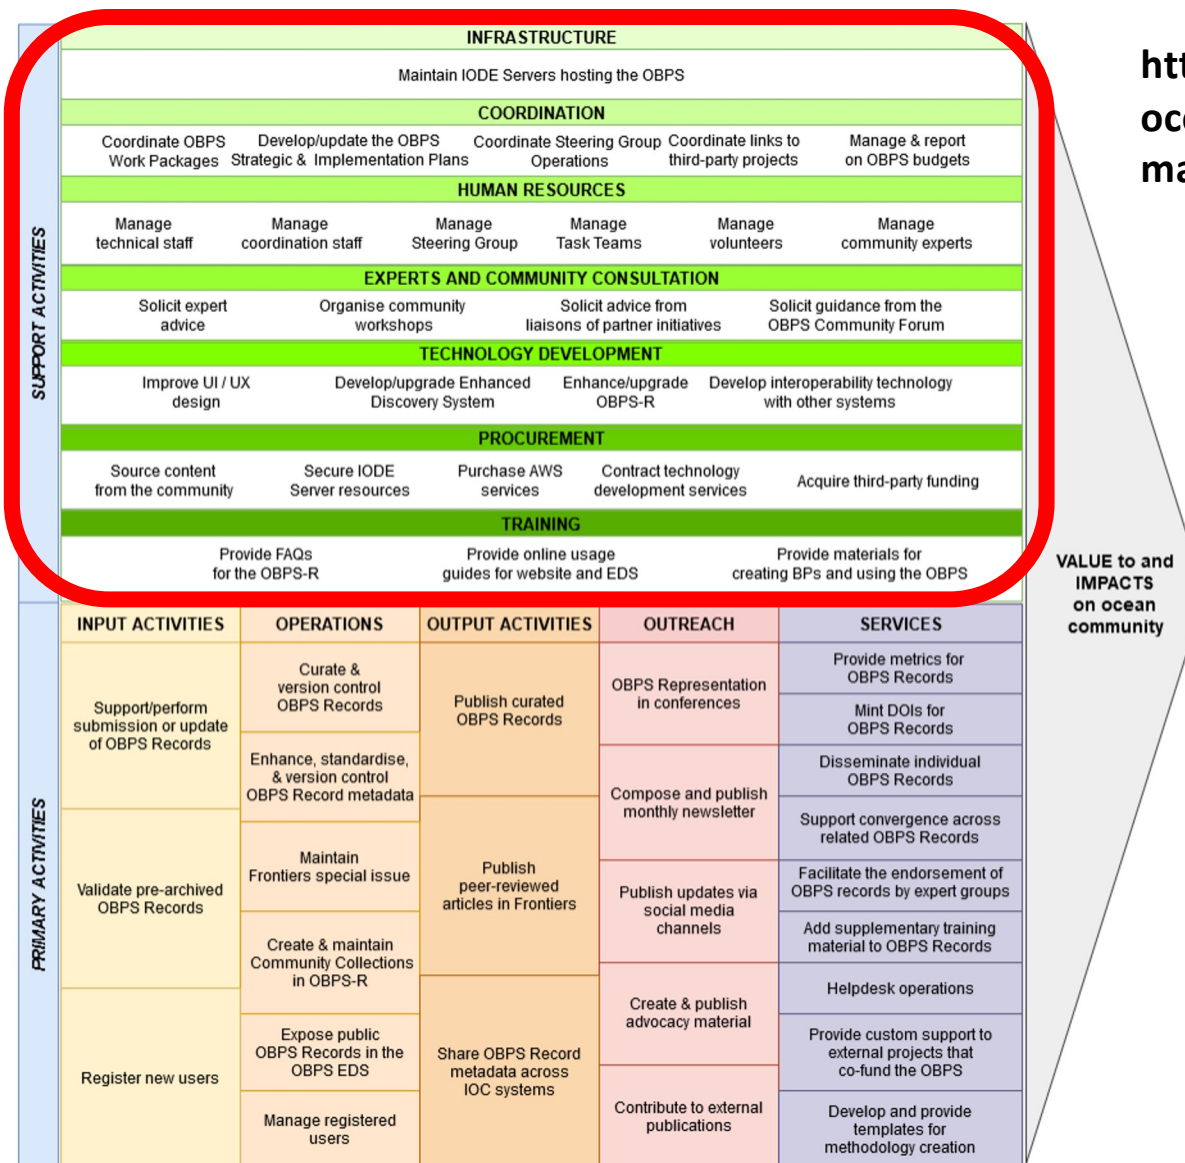 INFRASTRUCTURE
Maintain IODE Servers hosting the OBPS
COORDINATION
Coordinate OBPS
Work Packages
Develop/update the OBPS
Strategic & Implementation Plans
Coordinate Steering Group
Operations
Coordinate links to
third-party projects
Manage & report
on OBPS budgets
HUMAN RESOURCES
Manage
technical staff
Manage
coordination staff
Manage
Steering Group
Manage
Task Teams
Manage
volunteers
Manage
community experts
EXPERTS AND COMMUNITY CONSULTATION
Solicit expert
advice
Organise community
workshops
Solicit advice from
liaisons of partner initiatives
Solicit guidance from the
OBPS Community Forum
TECHNOLOGY DEVELOPMENT
Improve UI / UX
design
Develop/upgrade Enhanced
Discovery System
Enhance/upgrade
OBPS-R
Develop interoperability technology
with other systems
PROCUREMENT
Source content
from the community
Secure IODE
Server resources
Purchase AWS
services
Contract technology
development services
Acquire third-party funding
TRAINING
Provide FAQs
for the OBPS-R
Provide online usage
guides for website and EDS
Provide materials for
creating BPs and using the OBPS
SUPPORT ACTIVITIES
PRIMARY ACTIVITIES
INPUT ACTIVITIES
Support/perform
submission or update
of OBPS Records
Validate pre-archived
OBPS Records
Register new users
OPERATIONS
Curate &
version control
OBPS Records
Enhance, standardise,
& version control
OBPS Record metadata
Maintain
Frontiers special issue
Create & maintain
Community Collections
in OBPS-R
Expose public
OBPS Records in the
OBPS EDS
Manage registered
users
OUTPUT ACTIVITIES
Publish curated
OBPS Records
Publish
peer-reviewed
articles in Frontiers
Share OBPS Record
metadata across
IOC systems
OUTREACH
OBPS Representation
in conferences
Compose and publish
monthly newsletter
Publish updates via
social media
channels
Create & publish
advocacy material
Contribute to external
publications
SERVICES
Provide metrics for
OBPS Records
Mint DOIs for
OBPS Records
Disseminate individual
OBPS Records
Support convergence across
related OBPS Records
Facilitate the endorsement of
OBPS records by expert groups
Add supplementary training
material to OBPS Records
Helpdesk operations
Provide custom support to
external projects that
co-fund the OBPS
Develop and provide
templates for
methodology creation
VALUE to and
IMPACTS
on ocean
community